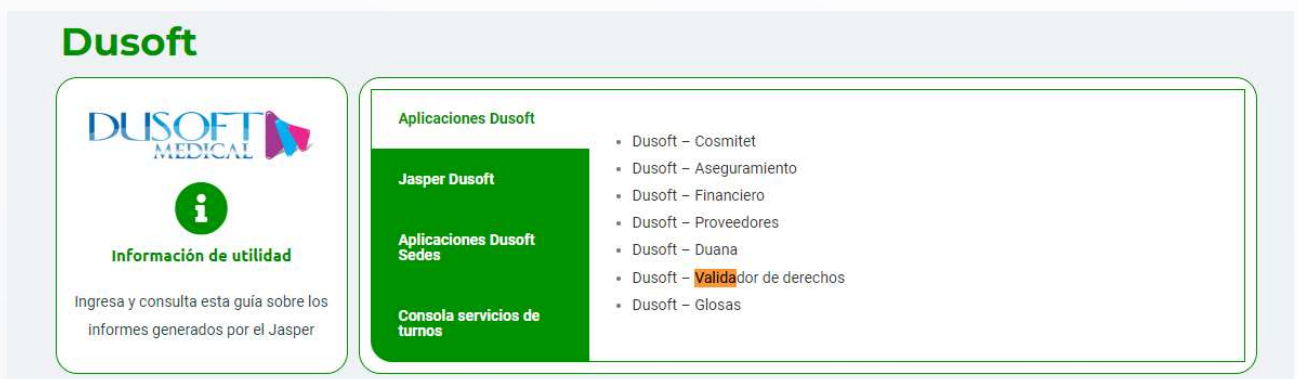 Dusoft
DUSOFT
MEDICAL
Información de utilidad
Ingresa y consulta esta guía sobre los
informes generados por el Jasper
Aplicaciones Dusoft
Jasper Dusoft
Aplicaciones Dusoft
Sedes
Consola servicios de
turnos
Dusoft – Cosmitet
Dusoft – Aseguramiento
Dusoft – Financiero
Dusoft – Proveedores
Dusoft – Duana
Dusoft – Validador de derechos
Dusoft – Glosas